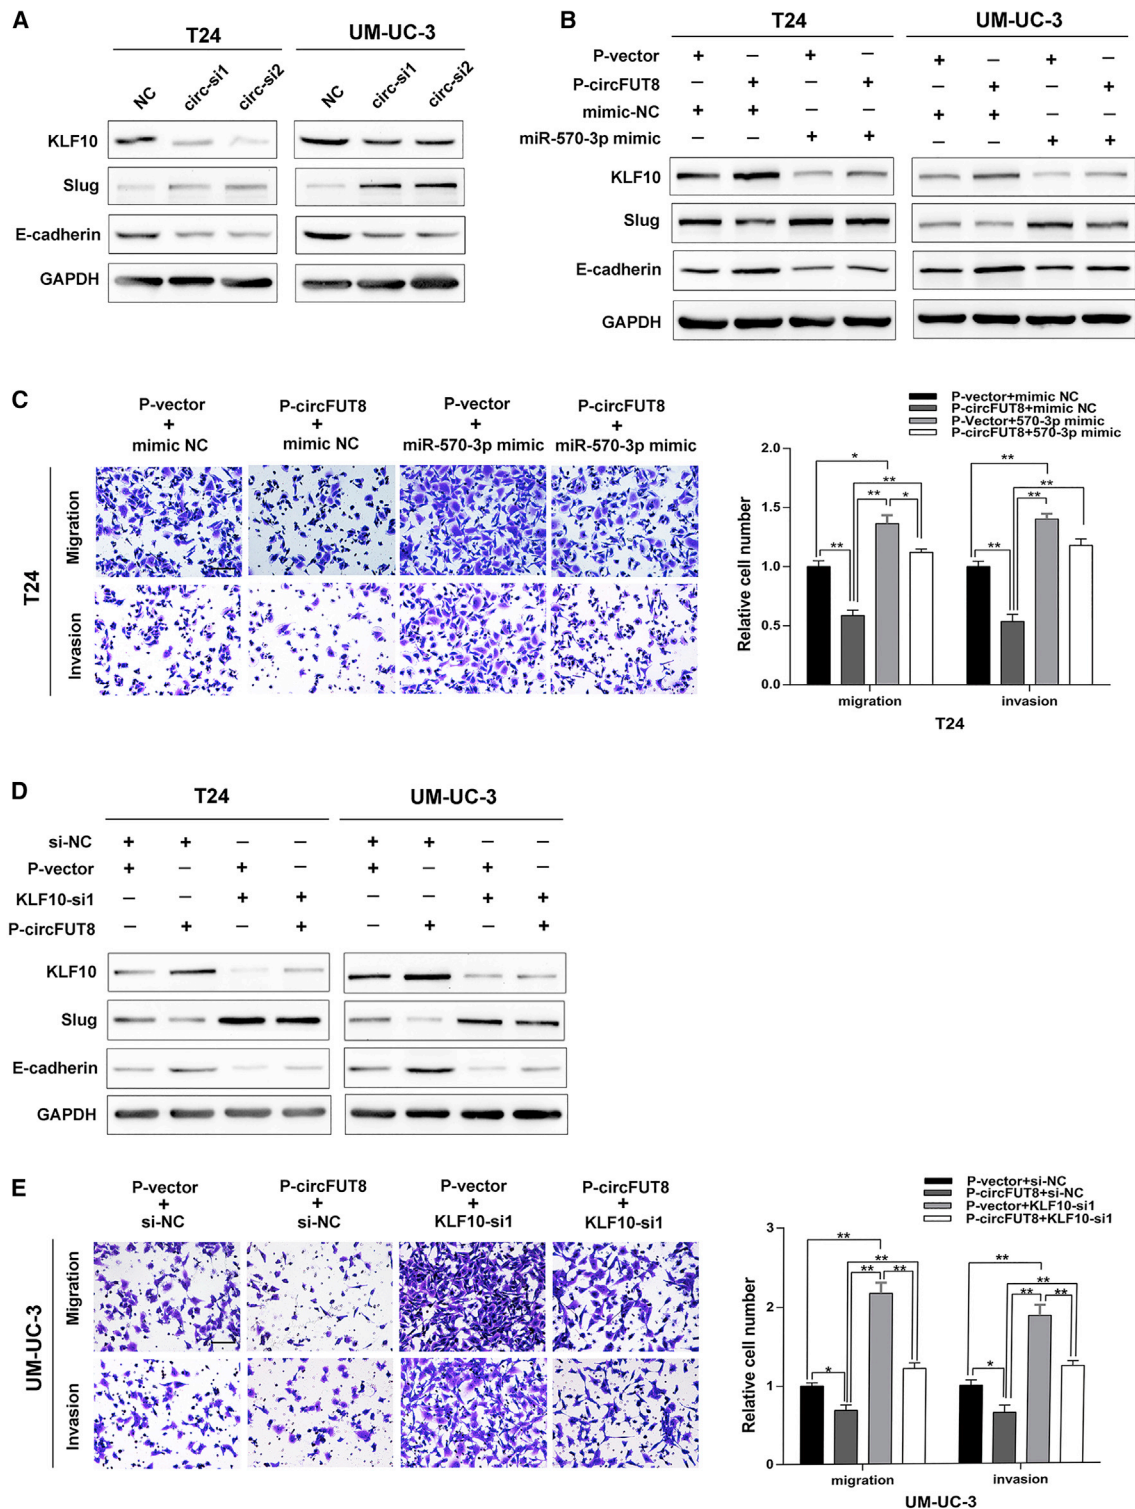 A
T24
UM-UC-3
NC circ-si1 circ-si2
NC circ-si1 circ-si2
KLF10
Slug
E-cadherin
GAPDH
B
T24
UM-UC-3
P-vector + – + – + – + –
P-circFUT8 – + – + – + – +
mimic-NC + + – – + + – –
miR-570-3p mimic – – + + – – + +
KLF10
Slug
E-cadherin
GAPDH
C
P-vector + mimic NC
P-circFUT8 + mimic NC
P-vector + miR-570-3p mimic
P-circFUT8 + miR-570-3p mimic
T24
Migration
Invasion
P-vector+mimic NC
P-circFUT8+mimic NC
P-Vector+570-3p mimic
P-circFUT8+570-3p mimic
Relative cell number
2.0
1.5
1.0
0.5
0.0
* ** ** ** *
** ** ** **
migration
invasion
T24
D
T24
UM-UC-3
si-NC + + – – + + – –
P-vector + – + – + – + –
KLF10-si1 – – + + – – + +
P-circFUT8 – + – + – + – +
KLF10
Slug
E-cadherin
GAPDH
E
P-vector + si-NC
P-circFUT8 + si-NC
P-vector + KLF10-si1
P-circFUT8 + KLF10-si1
UM-UC-3
Migration
Invasion
P-vector+si-NC
P-circFUT8+si-NC
P-vector+KLF10-si1
P-circFUT8+KLF10-si1
Relative cell number
3
2
1
0
** ** ** ** *
** ** ** ** *
migration
invasion
UM-UC-3